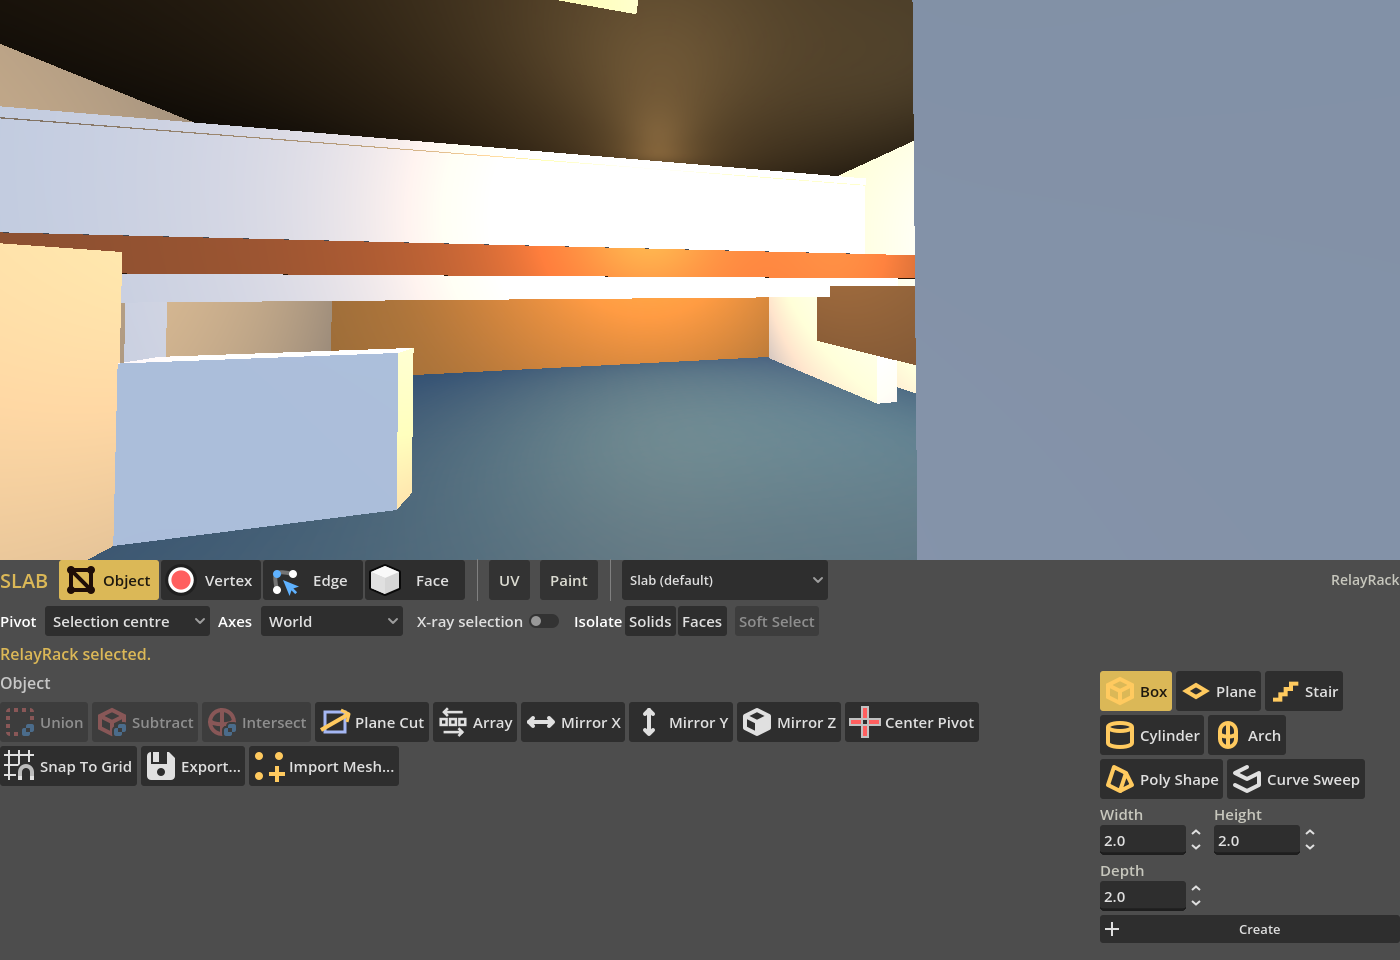 SLAB Object Vertex Edge Face UV Paint Slab (default) RelayRack
Pivot Selection centre Axes World X-ray selection Isolate Solids Faces Soft Select
RelayRack selected.
Object
Union Subtract Intersect Plane Cut Array Mirror X Mirror Y Mirror Z Center Pivot
Snap To Grid Export... Import Mesh...
Box Plane Stair
Cylinder Arch
Poly Shape Curve Sweep
Width Height
2.0 2.0
Depth
2.0
Create